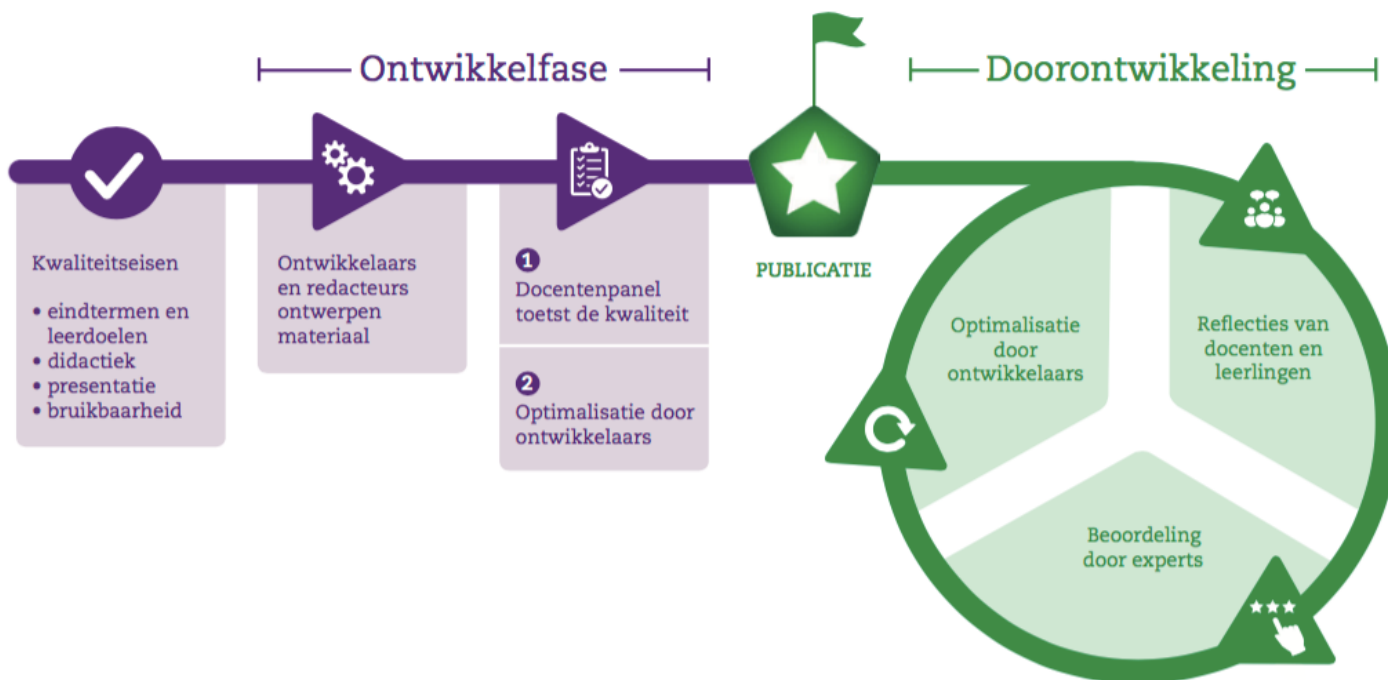 Ontwikkelfase
Doorontwikkeling
Kwaliteitseisen
• eindtermen en
leerdoelen
• didactiek
• presentatie
• bruikbaarheid
Ontwikkelaars
en redacteurs
ontwerpen
materiaal
1
Docentenpanel
toetst de kwaliteit
2
Optimalisatie door
ontwikkelaars
PUBLICATIE
Optimalisatie
door
ontwikkelaars
Reflecties van
docenten en
leerlingen
Beoordeling
door experts